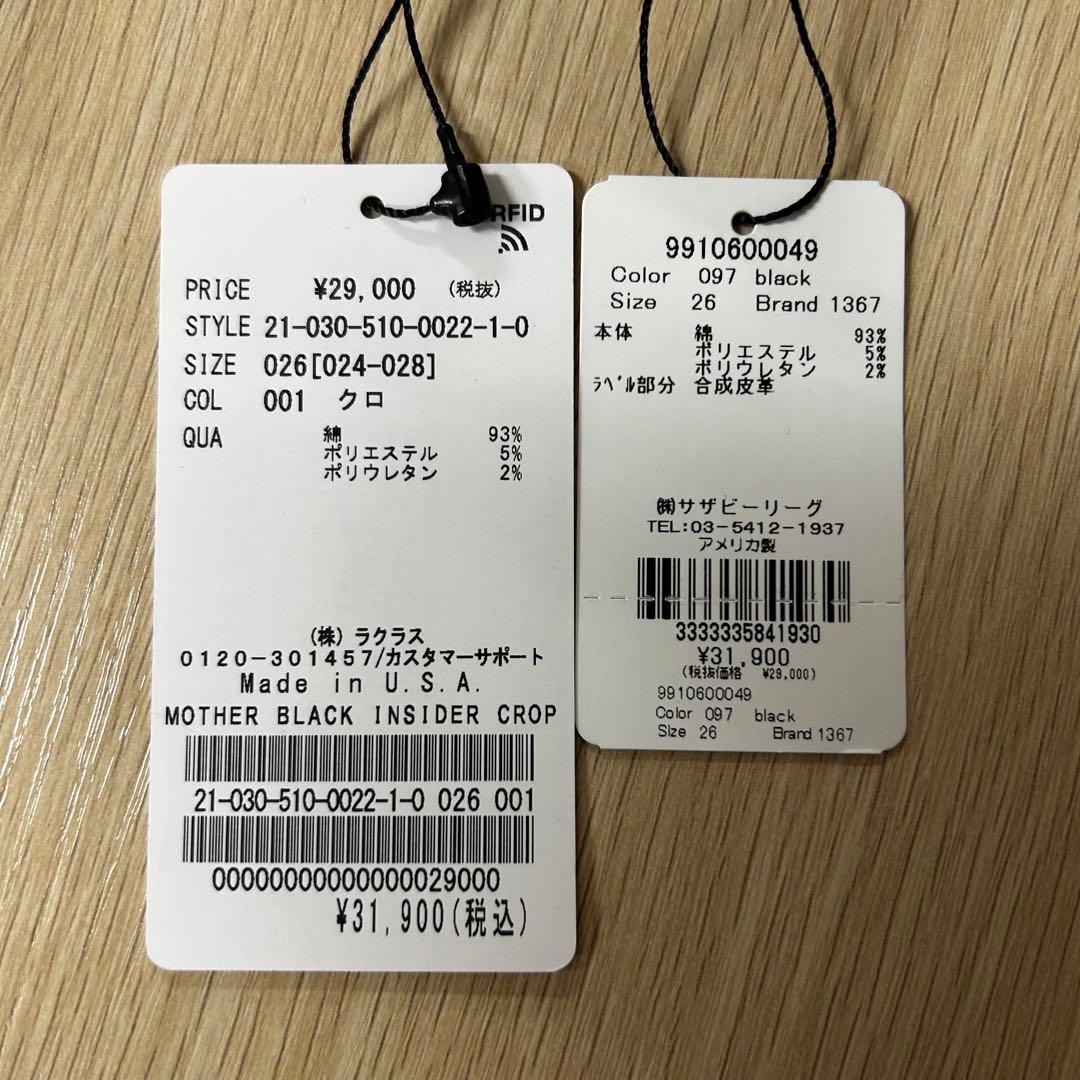 RFID
PRICE ¥29,000 (税抜)
STYLE 21-030-510-0022-1-0
SIZE 026[024-028]
COL 001 クロ
QUA 綿 93%
ポリエステル 5%
ポリウレタン 2%
(株)ラクラス
0120-301457/カスタマーサポート
Made in U.S.A.
MOTHER BLACK INSIDER CROP
21-030-510-0022-1-0 026 001
00000000000000029000
¥31,900(税込)
9910600049
Color 097 black
Size 26 Brand 1367
本体 綿 93%
ポリエステル 5%
ポリウレタン 2%
ラベル部分 合成皮革
㈱サザビーリーグ
TEL:03-5412-1937
アメリカ製
3333335841930
¥31,900
(税抜価格 ¥29,000)
9910600049
Color 097 black
Size 26 Brand 1367